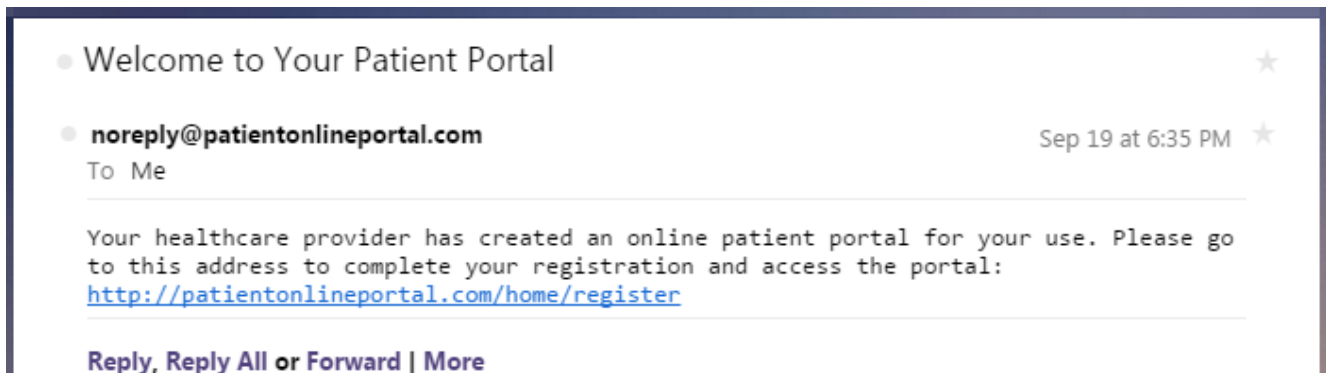 Welcome to Your Patient Portal
noreply@patientonlineportal.com
Sep 19 at 6:35 PM
To Me
Your healthcare provider has created an online patient portal for your use. Please go
to this address to complete your registration and access the portal:
http://patientonlineportal.com/home/register
Reply, Reply All or Forward | More